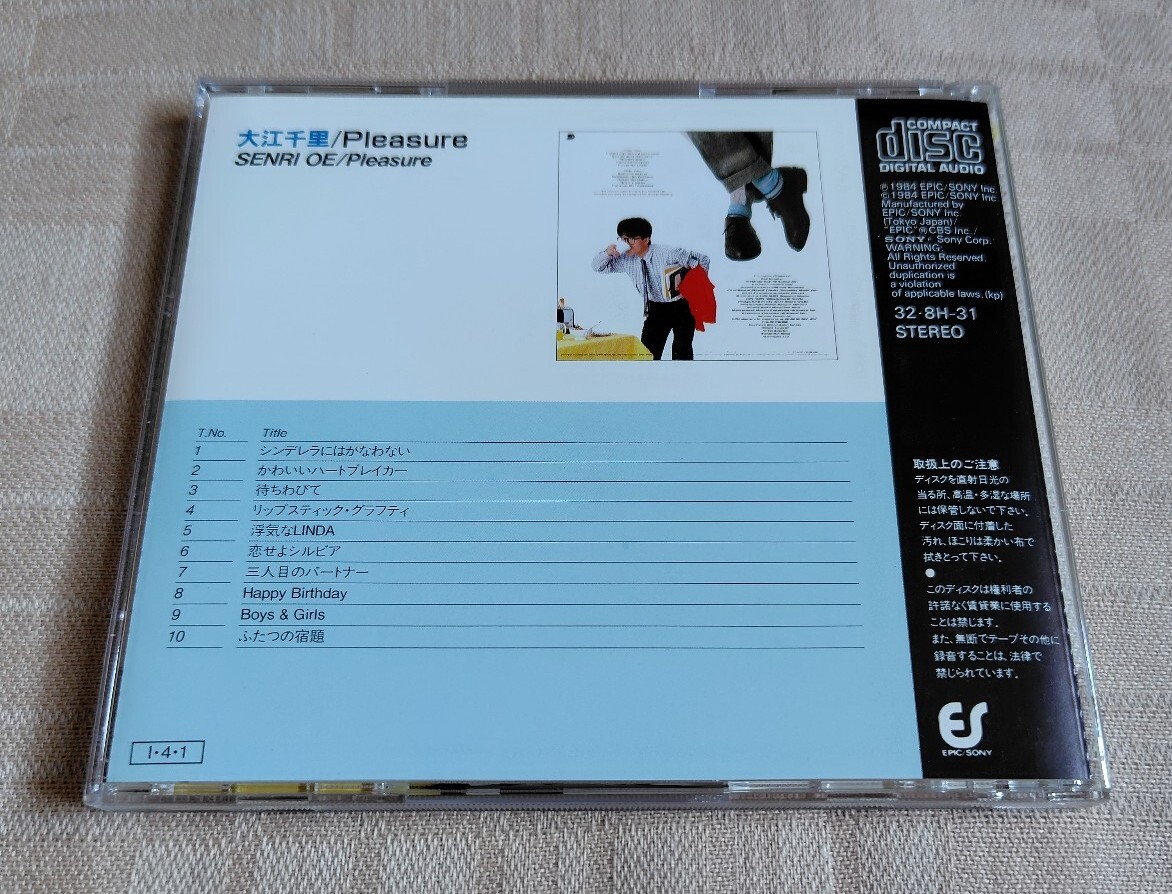 大江千里/Pleasure
SENRI OE/Pleasure
T.No. Title
1 シンデレラにはかなわない
2 かわいいハートブレイカー
3 待ちわびて
4 リップスティック・グラフティ
5 浮気なLINDA
6 恋せよシルビア
7 三人目のパートナー
8 Happy Birthday
9 Boys & Girls
10 ふたつの宿題
I・4・1
COMPACT
disc
DIGITAL AUDIO
℗1984 EPIC/SONY Inc.
©1984 EPIC/SONY Inc.
Manufactured by
EPIC/SONY Inc.
(Tokyo Japan)/
"EPIC"®CBS Inc./
SONY® Sony Corp.
WARNING:
All Rights Reserved.
Unauthorized
duplication is
a violation
of applicable laws.(kp)
32・8H-31
STEREO
取扱上のご注意
ディスクを直射日光の
当る所、高温・多湿な場所
には保管しないで下さい。
ディスク面に付着した
汚れ、ほこりは柔かい布で
拭きとって下さい。
●
このディスクは権利者の
許諾なく賃貸業に使用する
ことは禁じます。
また、無断でテープその他に
録音することは、法律で
禁じられています。
ES
EPIC/SONY